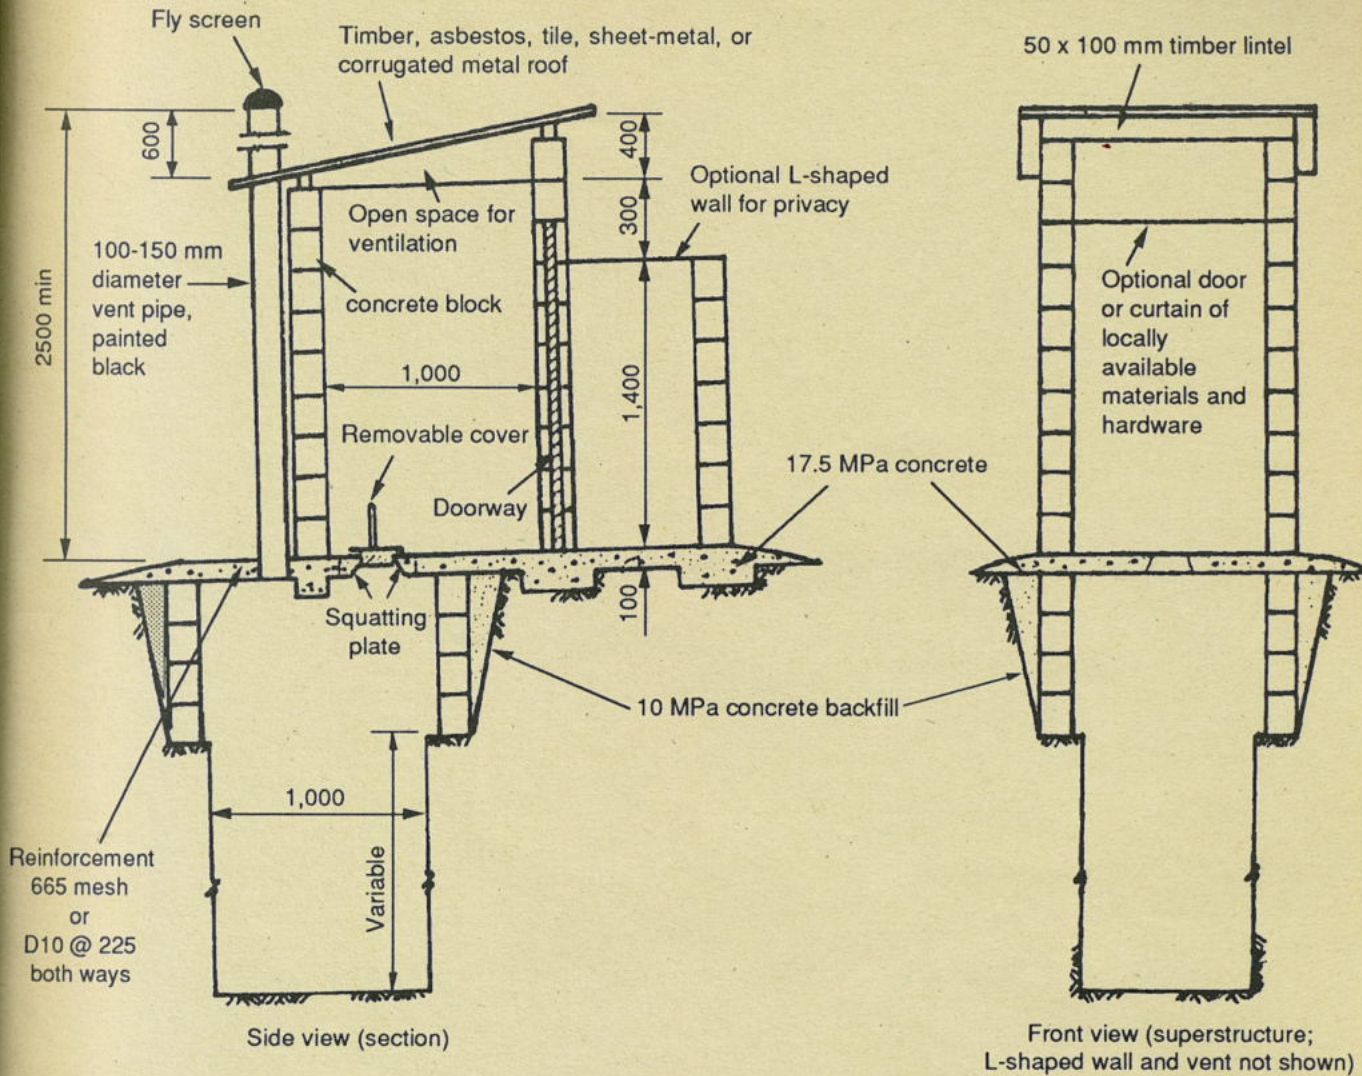 Fly screen
Timber, asbestos, tile, sheet-metal, or
corrugated metal roof
50 x 100 mm timber lintel
600
400
Optional L-shaped
wall for privacy
Open space for
ventilation
300
100-150 mm
diameter
vent pipe,
painted
black
2500 min
concrete block
Optional door
or curtain of
locally
available
materials and
hardware
1,000
1,400
Removable cover
17.5 MPa concrete
Doorway
Squatting
plate
100
10 MPa concrete backfill
1,000
Variable
Reinforcement
665 mesh
or
D10 @ 225
both ways
Side view (section)
Front view (superstructure;
L-shaped wall and vent not shown)